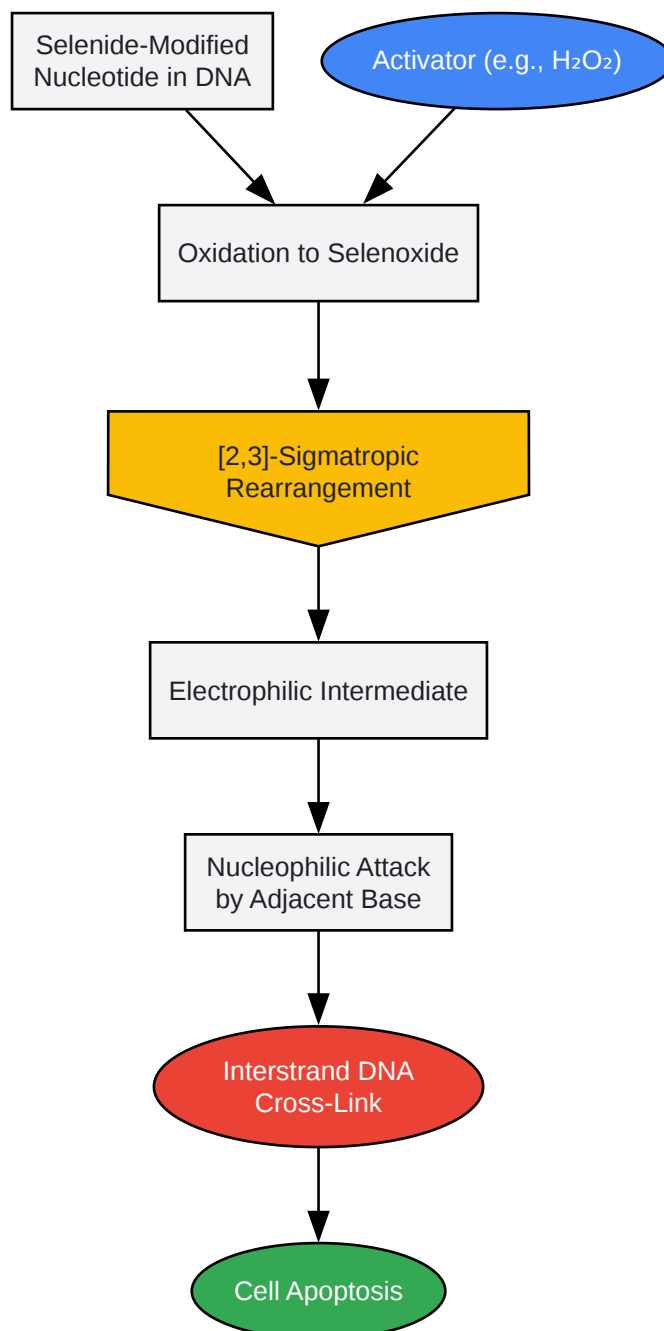 Selenide-Modified
Nucleotide in DNA
Activator (e.g., H₂O₂)
Oxidation to Selenoxide
[2,3]-Sigmatropic
Rearrangement
Electrophilic Intermediate
Nucleophilic Attack
by Adjacent Base
Interstrand DNA
Cross-Link
Cell Apoptosis